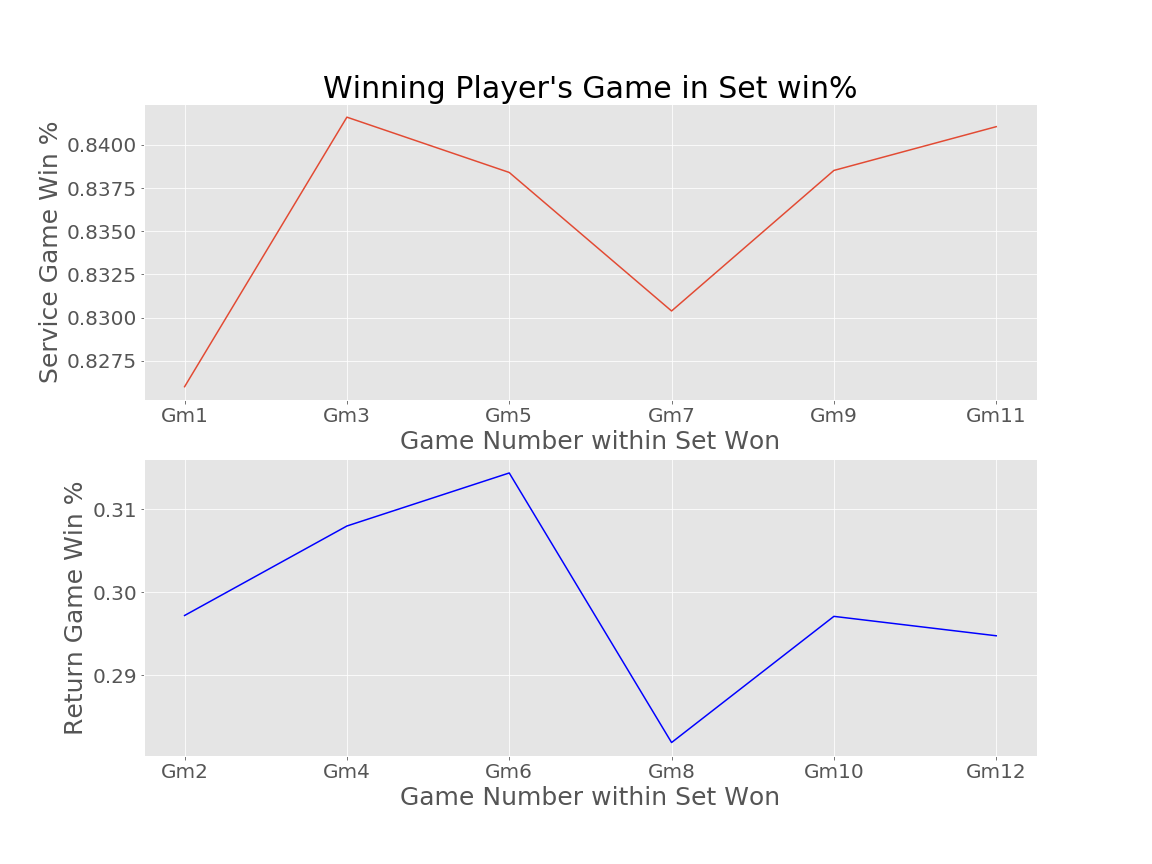 Winning Player's Game in Set win%
Service Game Win %
0.8400
0.8375
0.8350
0.8325
0.8300
0.8275
Gm1 Gm3 Gm5 Gm7 Gm9 Gm11
Game Number within Set Won
Return Game Win %
0.31
0.30
0.29
Gm2 Gm4 Gm6 Gm8 Gm10 Gm12
Game Number within Set Won